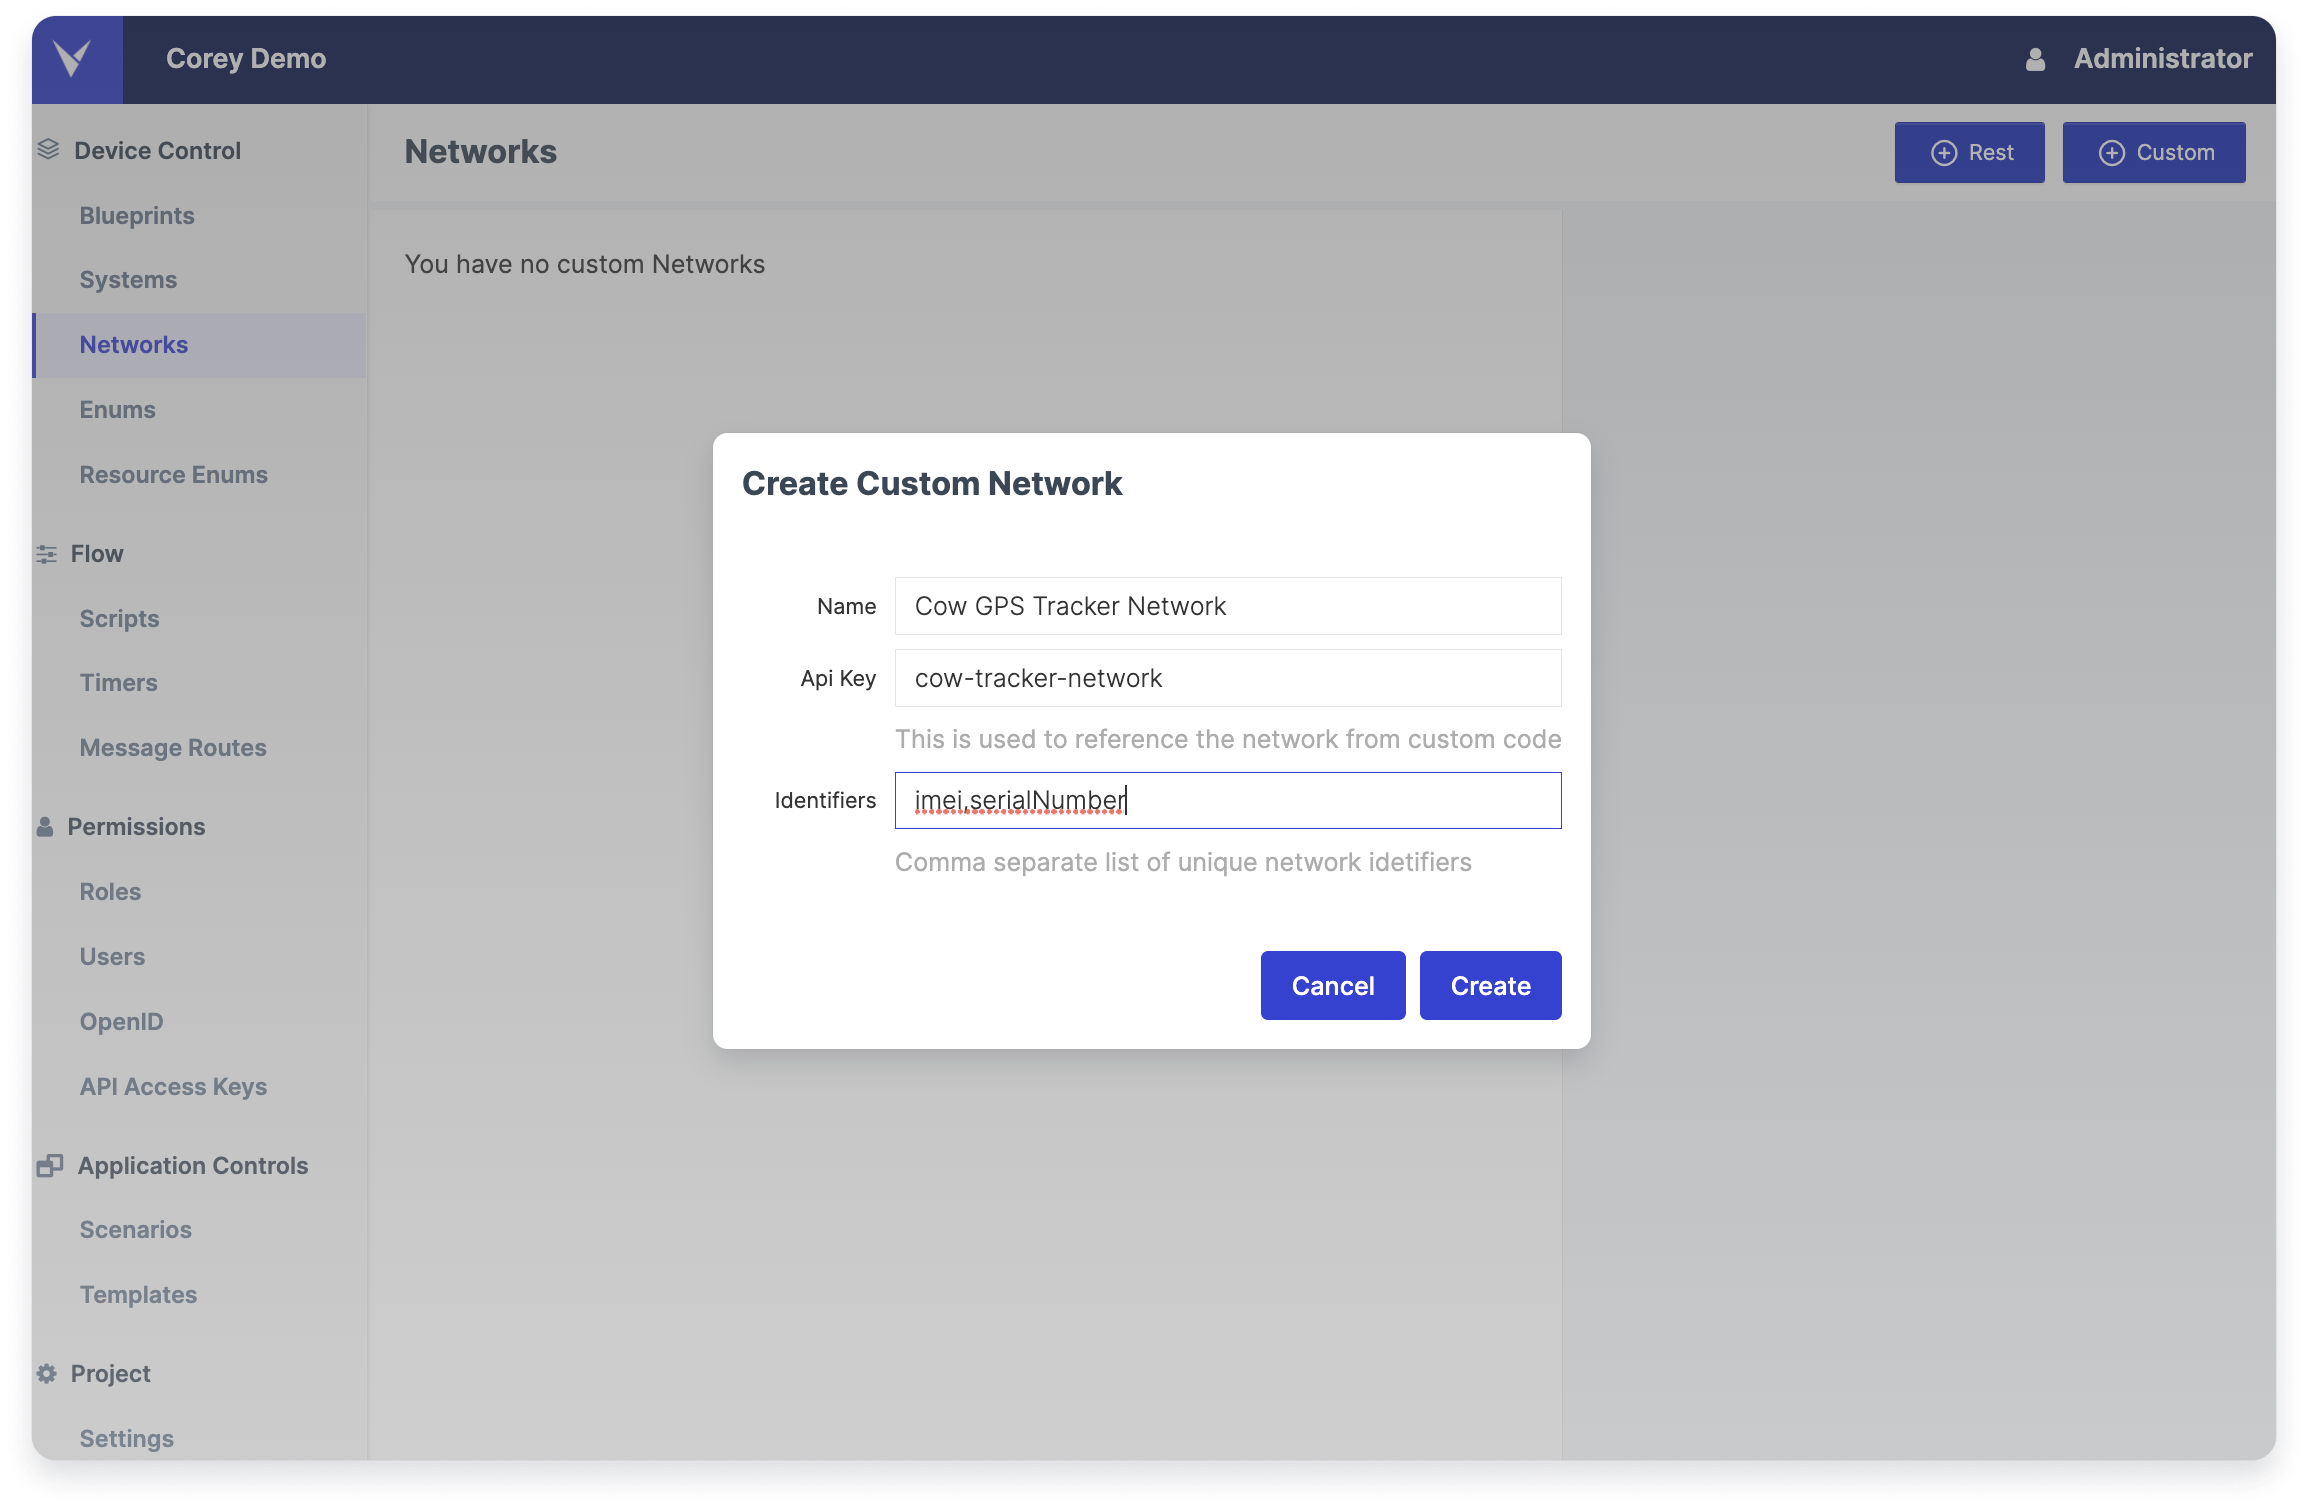 Corey Demo
Administrator
Device Control
Blueprints
Systems
Networks
Enums
Resource Enums
Flow
Scripts
Timers
Message Routes
Permissions
Roles
Users
OpenID
API Access Keys
Application Controls
Scenarios
Templates
Project
Settings
Networks
Rest
Custom
You have no custom Networks
Create Custom Network
Name
Cow GPS Tracker Network
Api Key
cow-tracker-network
This is used to reference the network from custom code
Identifiers
imei,serialNumber
Comma separate list of unique network idetifiers
Cancel
Create